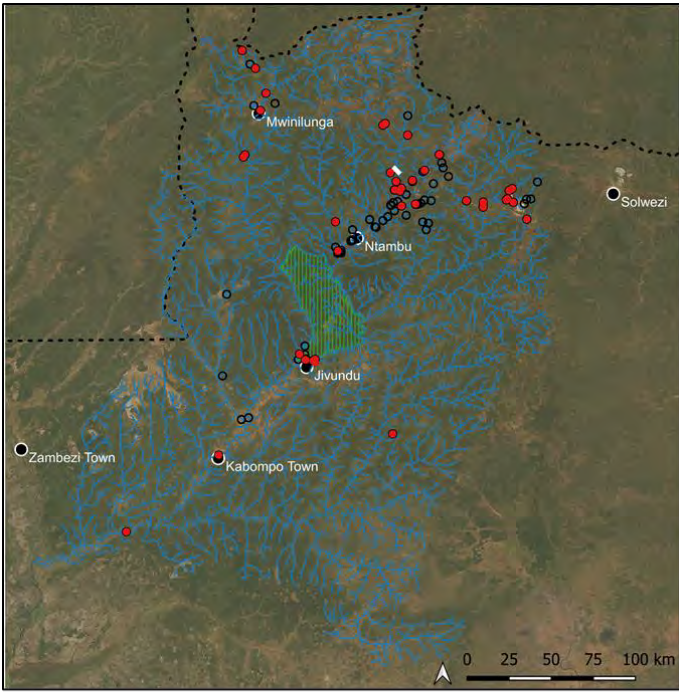 Mwinilunga
Solwezi
Ntambu
Jivundu
Zambezi Town
Kabompo Town
0 25 50 75 100 km